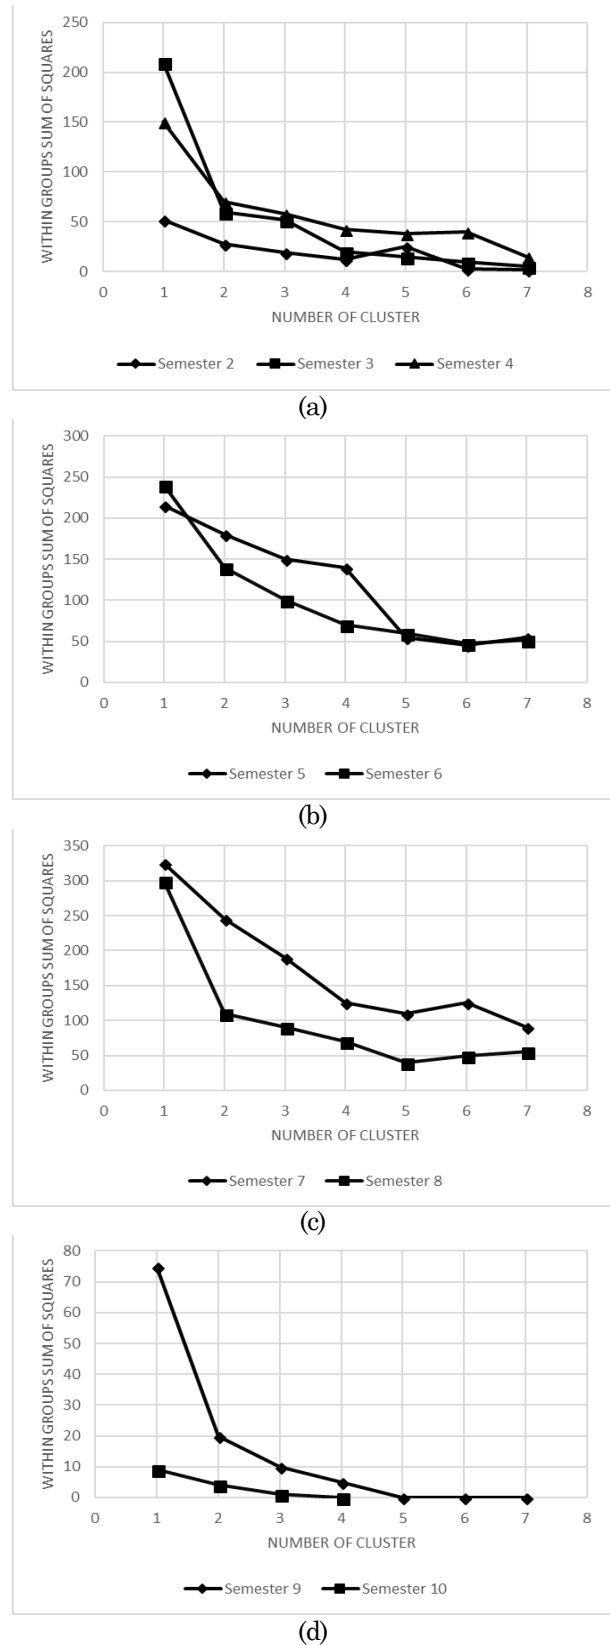 WITHIN GROUPS SUM OF SQUARES
250
200
150
100
50
0
0 1 2 3 4 5 6 7 8
NUMBER OF CLUSTER
Semester 2 Semester 3 Semester 4
(a)
WITHIN GROUPS SUM OF SQUARES
300
250
200
150
100
50
0
0 1 2 3 4 5 6 7 8
NUMBER OF CLUSTER
Semester 5 Semester 6
(b)
WITHIN GROUPS SUM OF SQUARES
350
300
250
200
150
100
50
0
0 1 2 3 4 5 6 7 8
NUMBER OF CLUSTER
Semester 7 Semester 8
(c)
WITHIN GROUPS SUM OF SQUARES
80
70
60
50
40
30
20
10
0
0 1 2 3 4 5 6 7 8
NUMBER OF CLUSTER
Semester 9 Semester 10
(d)